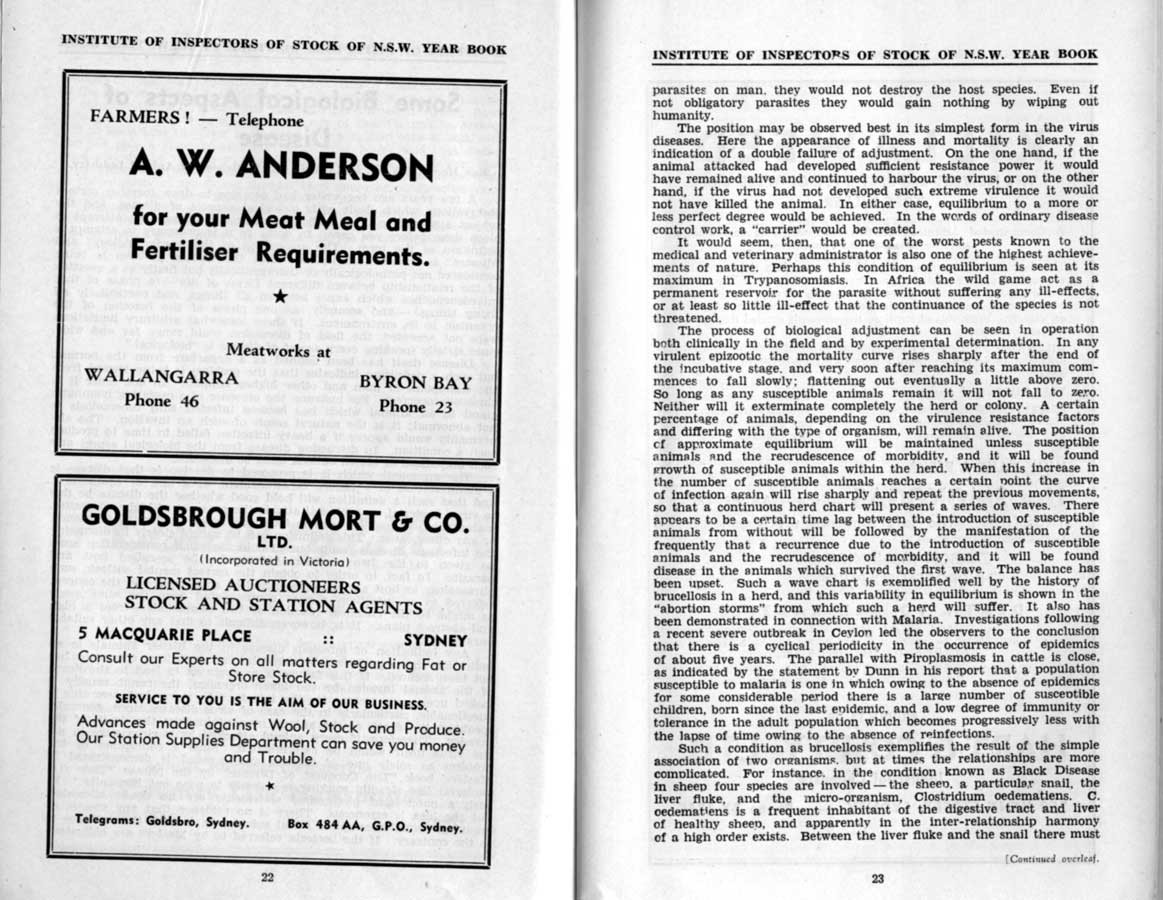 INSTITUTE OF INSPECTORS OF STOCK OF N.S.W. YEAR BOOK
FARMERS! — Telephone
A. W. ANDERSON
for your Meat Meal and
Fertiliser Requirements.
★
Meatworks at
WALLANGARRA
Phone 46
BYRON BAY
Phone 23
GOLDSBROUGH MORT & CO.
LTD.
(Incorporated in Victoria)
LICENSED AUCTIONEERS
STOCK AND STATION AGENTS
5 MACQUARIE PLACE :: SYDNEY
Consult our Experts on all matters regarding Fat or
Store Stock.
SERVICE TO YOU IS THE AIM OF OUR BUSINESS.
Advances made against Wool, Stock and Produce.
Our Station Supplies Department can save you money
and Trouble.
★
Telegrams: Goldsbro, Sydney. Box 484 AA, G.P.O., Sydney.
22
INSTITUTE OF INSPECTORS OF STOCK OF N.S.W. YEAR BOOK
parasites on man. they would not destroy the host species. Even if
not obligatory parasites they would gain nothing by wiping out
humanity.
The position may be observed best in its simplest form in the virus
diseases. Here the appearance of illness and mortality is clearly an
indication of a double failure of adjustment. On the one hand, if the
animal attacked had developed sufficient resistance power it would
have remained alive and continued to harbour the virus, or on the other
hand, if the virus had not developed such extreme virulence it would
not have killed the animal. In either case, equilibrium to a more or
less perfect degree would be achieved. In the words of ordinary disease
control work, a "carrier" would be created.
It would seem, then, that one of the worst pests known to the
medical and veterinary administrator is also one of the highest achieve-
ments of nature. Perhaps this condition of equilibrium is seen at its
maximum in Trypanosomiasis. In Africa the wild game act as a
permanent reservoir for the parasite without suffering any ill-effects,
or at least so little ill-effect that the continuance of the species is not
threatened.
The process of biological adjustment can be seen in operation
both clinically in the field and by experimental determination. In any
virulent epizootic the mortality curve rises sharply after the end of
the incubative stage. and very soon after reaching its maximum com-
mences to fall slowly; flattening out eventually a little above zero.
So long as any susceptible animals remain it will not fall to zero.
Neither will it exterminate completely the herd or colony. A certain
percentage of animals, depending on the virulence resistance factors
and differing with the type of organism, will remain alive. The position
of approximate equilibrium will be maintained unless susceptible
animals and the recrudescence of morbidity, and it will be found
growth of susceptible animals within the herd. When this increase in
the number of susceptible animals reaches a certain point the curve
of infection again will rise sharply and repeat the previous movements,
so that a continuous herd chart will present a series of waves. There
appears to be a certain time lag between the introduction of susceptible
animals from without will be followed by the manifestation of the
frequently that a recurrence due to the introduction of susceptible
animals and the recrudescence of morbidity, and it will be found
disease in the animals which survived the first wave. The balance has
been upset. Such a wave chart is exemplified well by the history of
brucellosis in a herd, and this variability in equilibrium is shown in the
"abortion storms" from which such a herd will suffer. It also has
been demonstrated in connection with Malaria. Investigations following
a recent severe outbreak in Ceylon led the observers to the conclusion
that there is a cyclical periodicity in the occurrence of epidemics
of about five years. The parallel with Piroplasmosis in cattle is close,
as indicated by the statement by Dunn in his report that a population
susceptible to malaria is one in which owing to the absence of epidemics
for some considerable period there is a large number of susceptible
children, born since the last epidemic, and a low degree of immunity or
tolerance in the adult population which becomes progressively less with
the lapse of time owing to the absence of reinfections.
Such a condition as brucellosis exemplifies the result of the simple
association of two organisms. but at times the relationships are more
complicated. For instance, in the condition known as Black Disease
in sheep four species are involved — the sheep, a particular snail, the
liver fluke, and the micro-organism, Clostridium oedematiens. C.
oedematiens is a frequent inhabitant of the digestive tract and liver
of healthy sheep, and apparently in the inter-relationship harmony
of a high order exists. Between the liver fluke and the snail there must
[Continued overleaf.
23